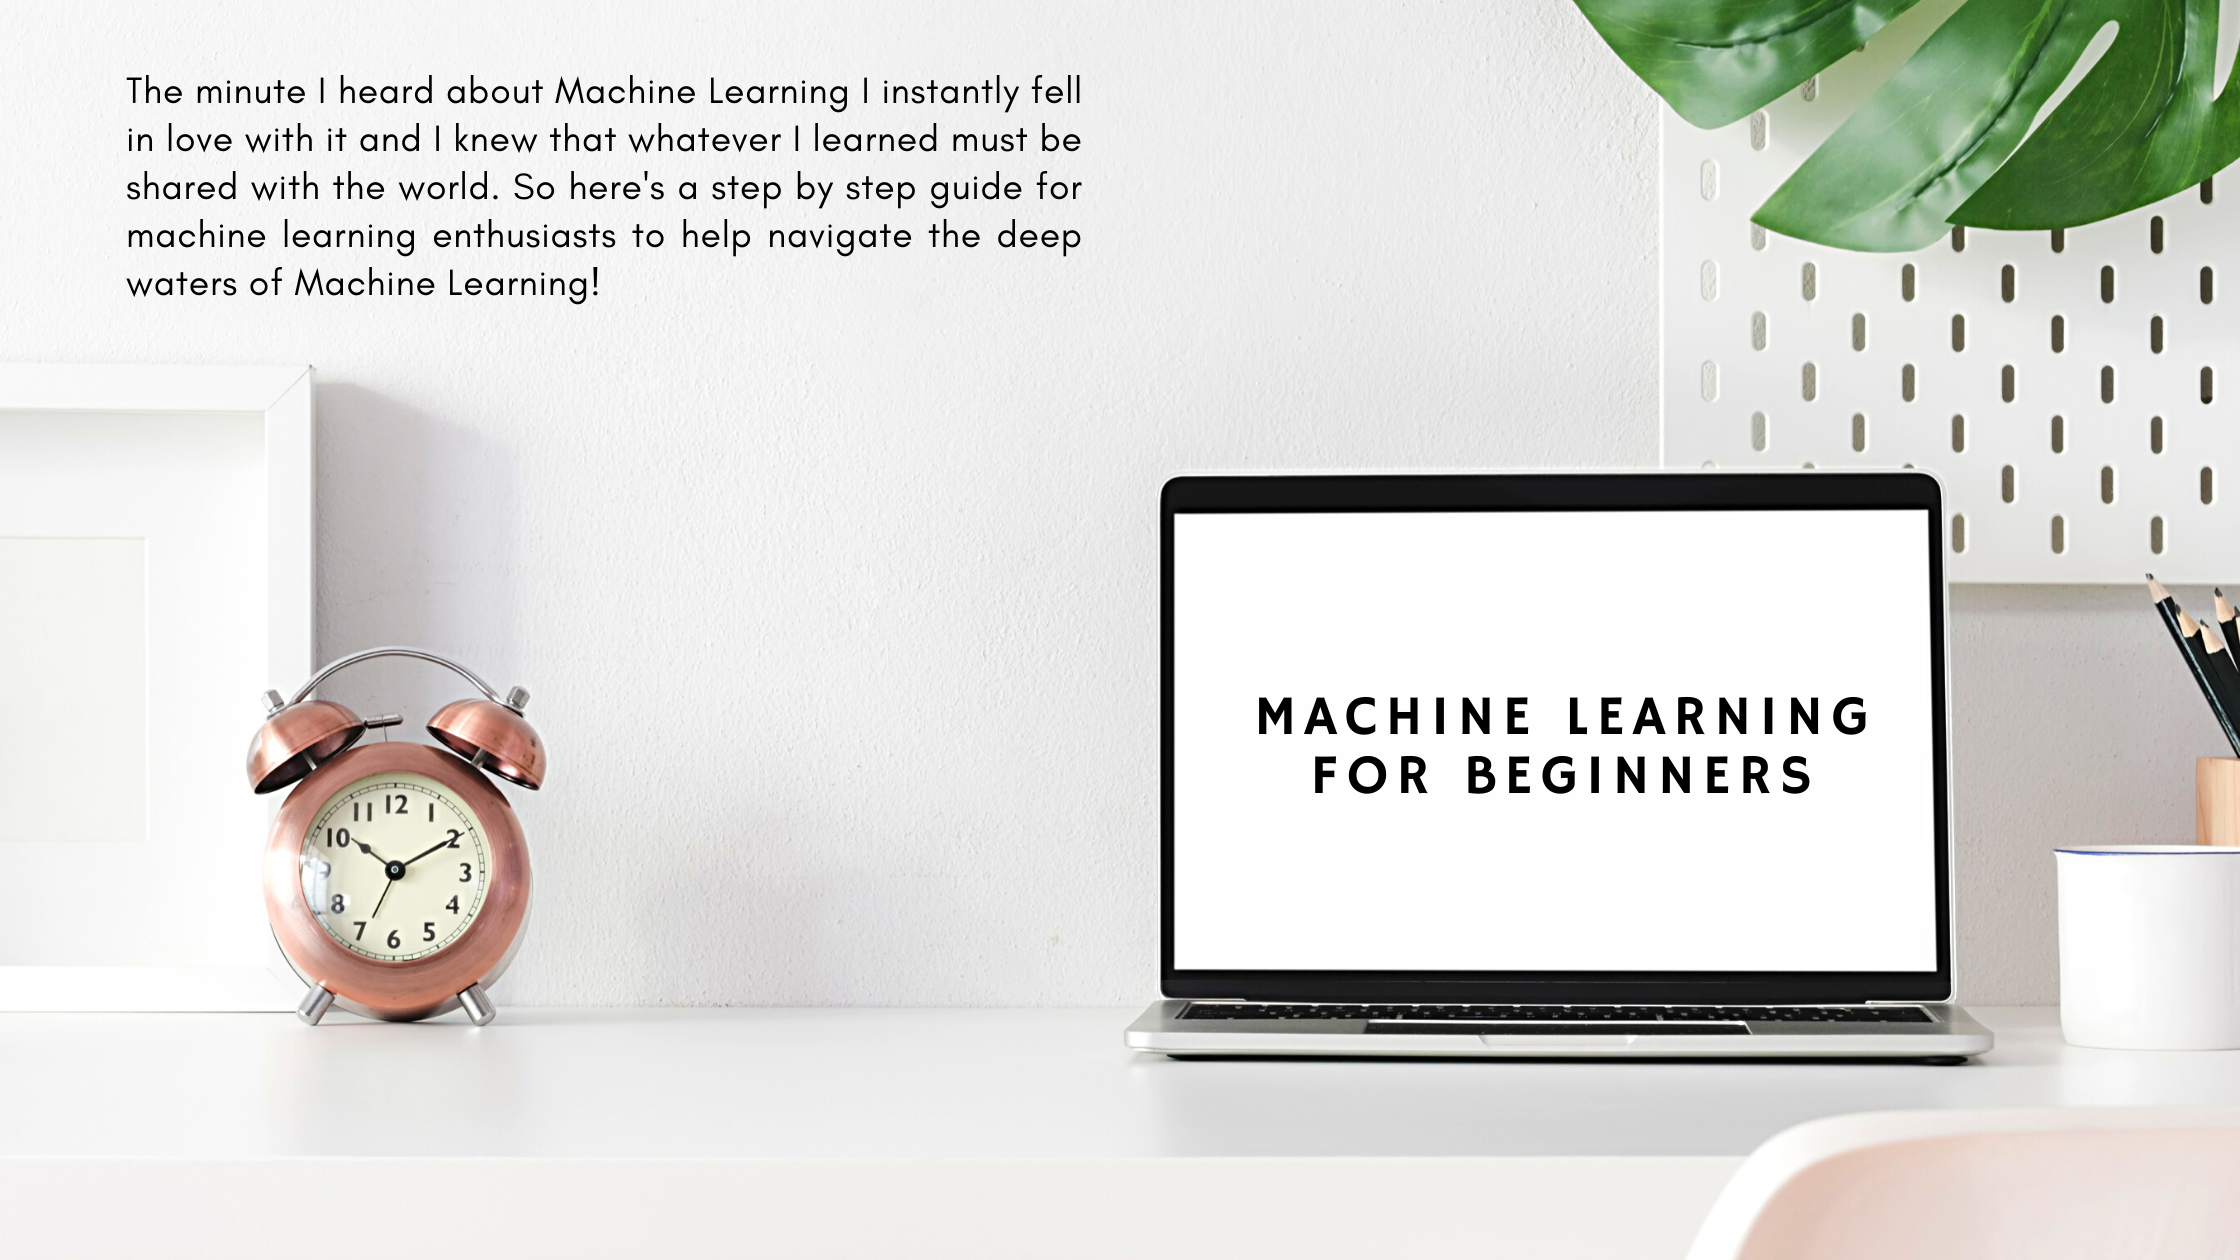 The minute I heard about Machine Learning I instantly fell
in love with it and I knew that whatever I learned must be
shared with the world. So here's a step by step guide for
machine learning enthusiasts to help navigate the deep
waters of Machine Learning!
MACHINE LEARNING
FOR BEGINNERS
12
11 1
10 2
3
8 4
7 5
6